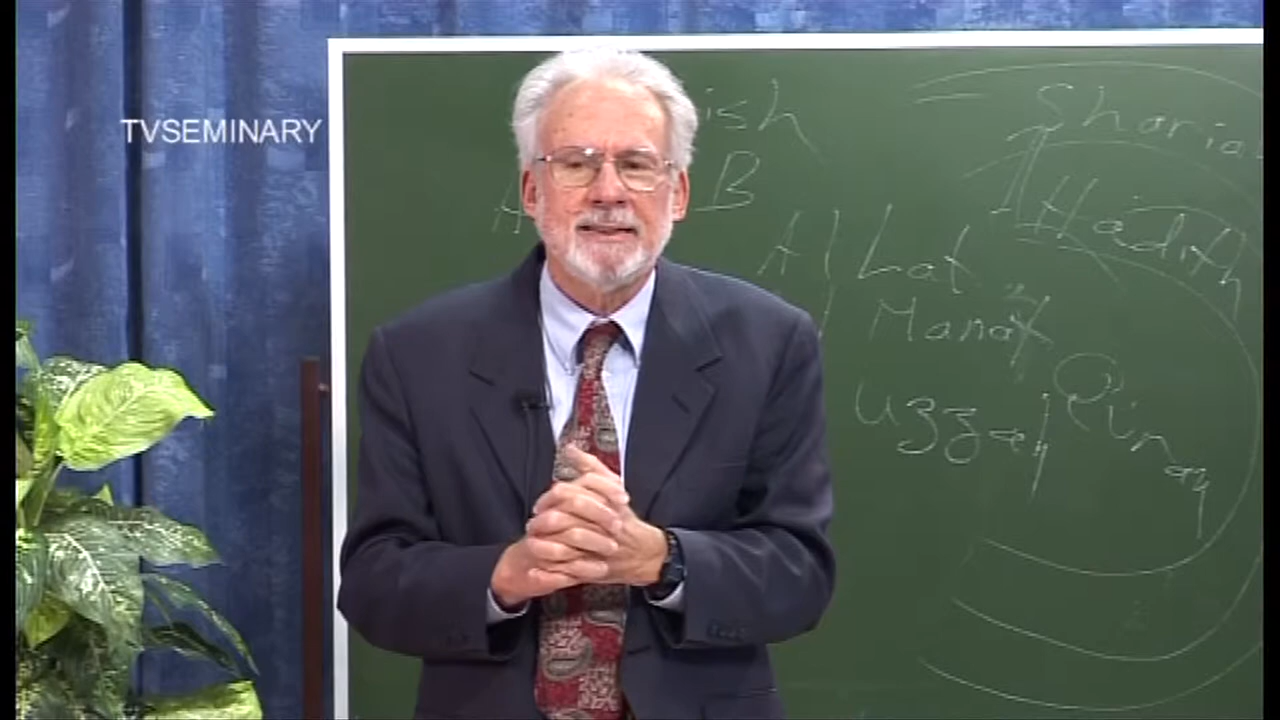 TVSEMINARY
ish
Sharia
A B
Hadith
Al Lat
Manat
Uzza